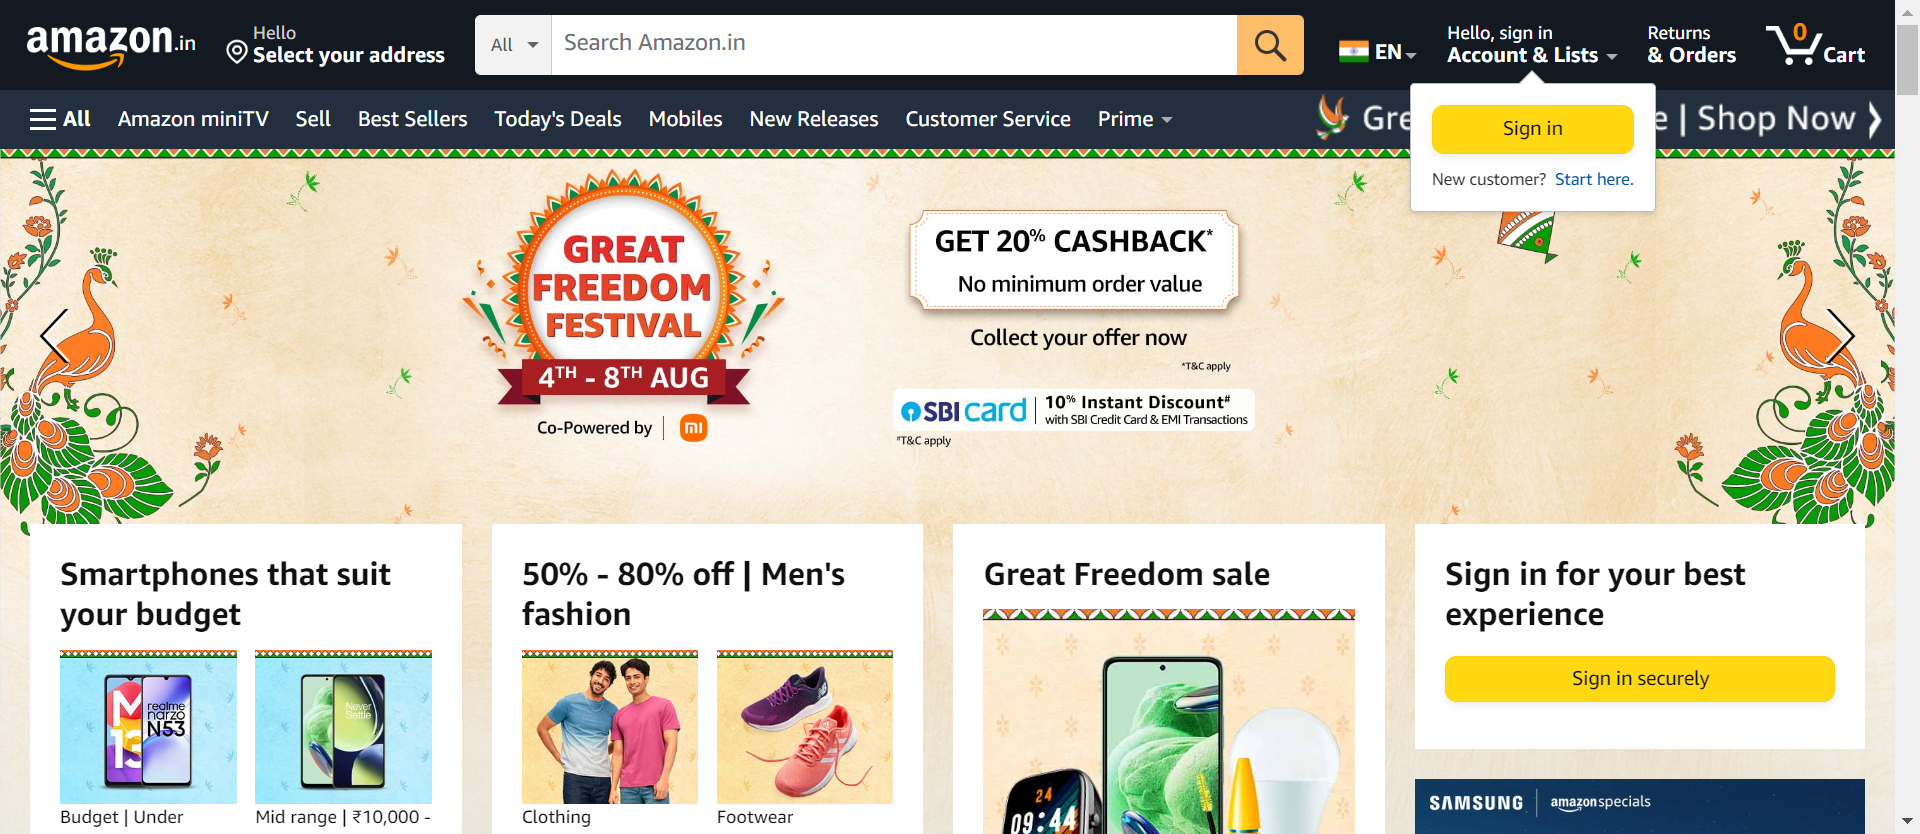 amazon.in
Hello
Select your address
All
Search Amazon.in
EN
Hello, sign in
Account & Lists
Returns
& Orders
0
Cart
All
Amazon miniTV
Sell
Best Sellers
Today's Deals
Mobiles
New Releases
Customer Service
Prime
Gre
e | Shop Now
Sign in
New customer? Start here.
GREAT
FREEDOM
FESTIVAL
4TH - 8TH AUG
Co-Powered by
mi
GET 20% CASHBACK*
No minimum order value
Collect your offer now
*T&C apply
SBI card
10% Instant Discount#
with SBI Credit Card & EMI Transactions
#T&C apply
Smartphones that suit
your budget
M
13
realme
narzo
N53
Budget | Under
Never
Settle
Mid range | ₹10,000 -
50% - 80% off | Men's
fashion
Clothing
Footwear
Great Freedom sale
24
09:44
Sign in for your best
experience
Sign in securely
SAMSUNG
amazonspecials